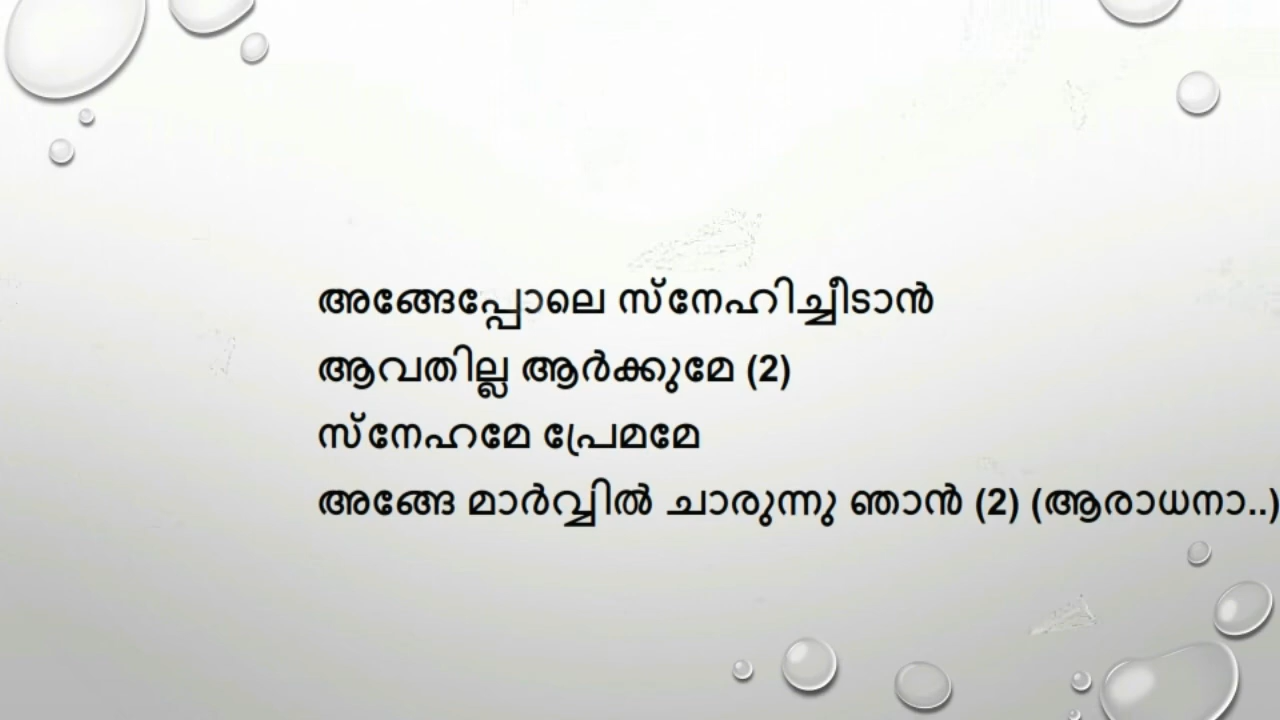 അങ്ങേപ്പോലെ സ്നേഹിച്ചീടാൻ
ആവതില്ല ആർക്കുമേ (2)
സ്നേഹമേ പ്രേമമേ
അങ്ങേ മാർവ്വിൽ ചാരുന്നു ഞാൻ (2) (ആരാധനാ..)